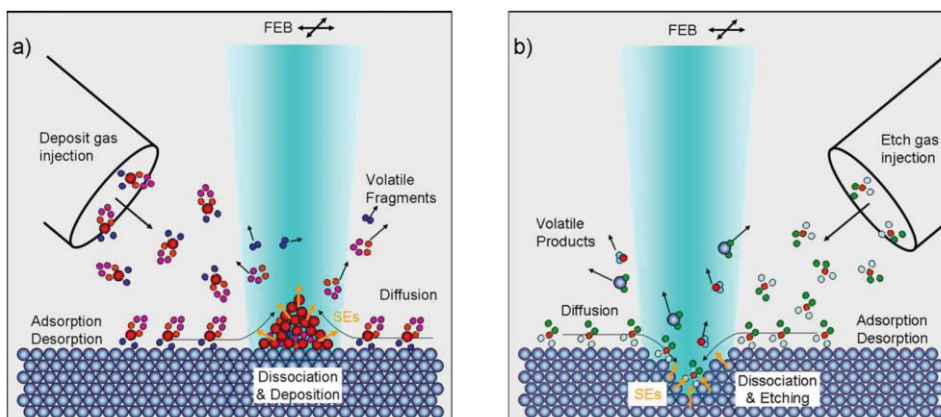 a)
FEB
Deposit gas
injection
Volatile
Fragments
SEs
Diffusion
Adsorption
Desorption
Dissociation
& Deposition
b)
FEB
Etch gas
injection
Volatile
Products
Diffusion
Adsorption
Desorption
SEs
Dissociation
& Etching